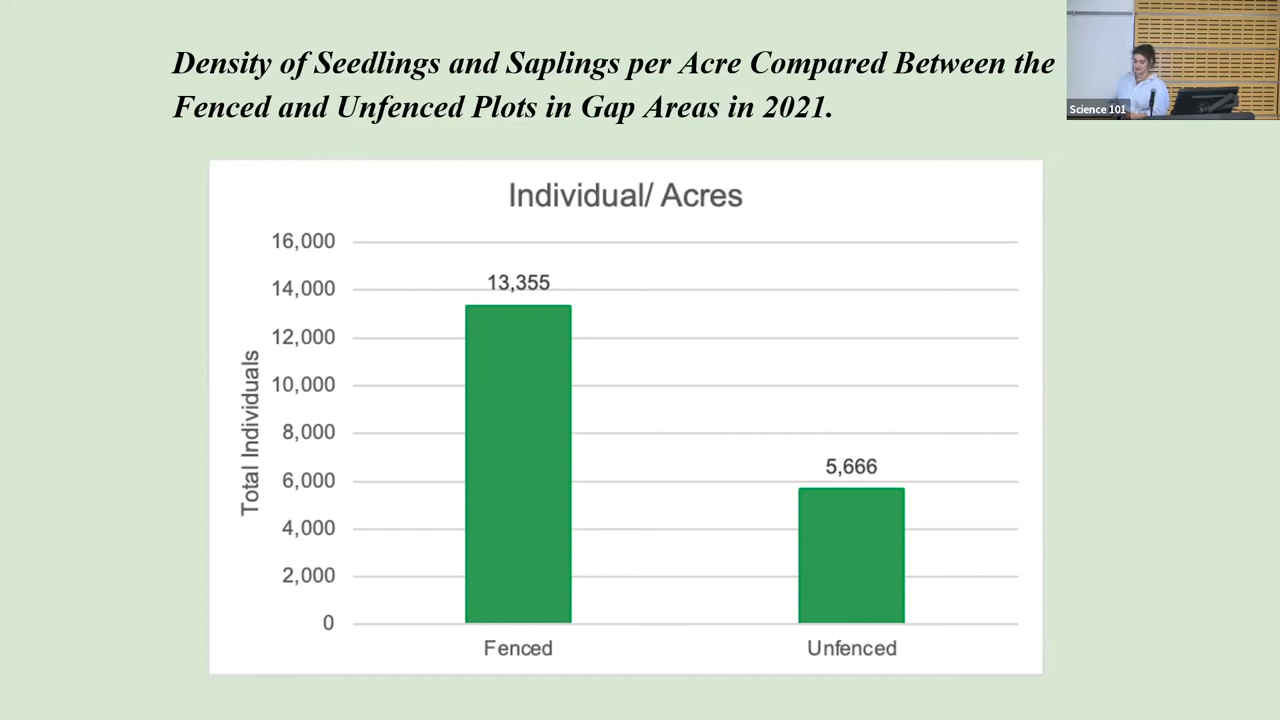 Density of Seedlings and Saplings per Acre Compared Between the
Fenced and Unfenced Plots in Gap Areas in 2021.
Science 101
Individual/ Acres
16,000
14,000
12,000
10,000
8,000
6,000
4,000
2,000
0
Total Individuals
13,355
5,666
Fenced
Unfenced